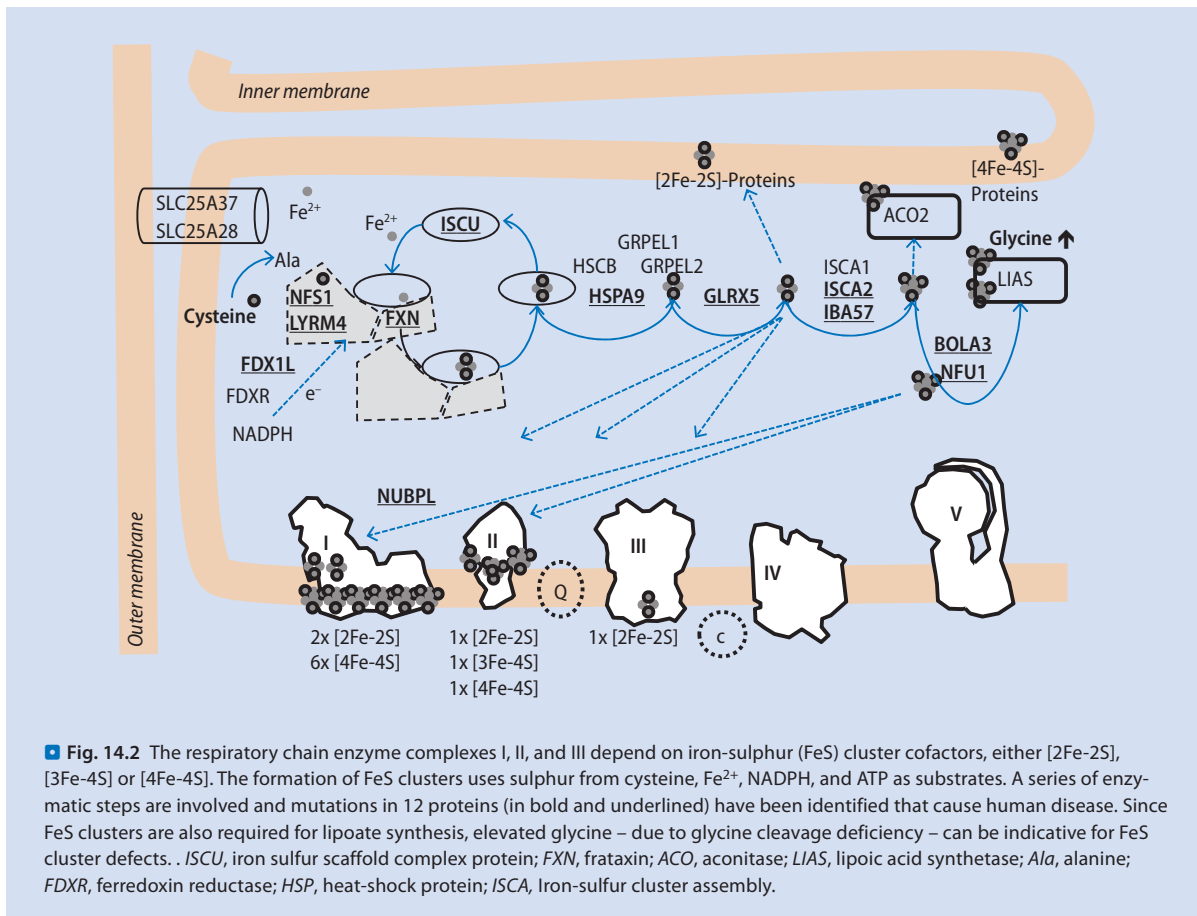 Inner membrane
[2Fe-2S]-Proteins
[4Fe-4S]-
Proteins
SLC25A37
SLC25A28
Fe²⁺
Fe²⁺
ISCU
ACO2
Glycine ↑
LIAS
Ala
Cysteine
NFS1
LYRM4
FXN
HSCB
HSPA9
GRPEL1
GRPEL2
GLRX5
ISCA1
ISCA2
IBA57
BOLA3
NFU1
FDX1L
FDXR
e⁻
NADPH
NUBPL
Outer membrane
I
II
III
IV
V
Q
c
2x [2Fe-2S]
6x [4Fe-4S]
1x [2Fe-2S]
1x [3Fe-4S]
1x [4Fe-4S]
1x [2Fe-2S]
Fig. 14.2 The respiratory chain enzyme complexes I, II, and III depend on iron-sulphur (FeS) cluster cofactors, either [2Fe-2S],
[3Fe-4S] or [4Fe-4S]. The formation of FeS clusters uses sulphur from cysteine, Fe²⁺, NADPH, and ATP as substrates. A series of enzy-
matic steps are involved and mutations in 12 proteins (in bold and underlined) have been identified that cause human disease. Since
FeS clusters are also required for lipoate synthesis, elevated glycine – due to glycine cleavage deficiency – can be indicative for FeS
cluster defects. . ISCU, iron sulfur scaffold complex protein; FXN, frataxin; ACO, aconitase; LIAS, lipoic acid synthetase; Ala, alanine;
FDXR, ferredoxin reductase; HSP, heat-shock protein; ISCA, Iron-sulfur cluster assembly.